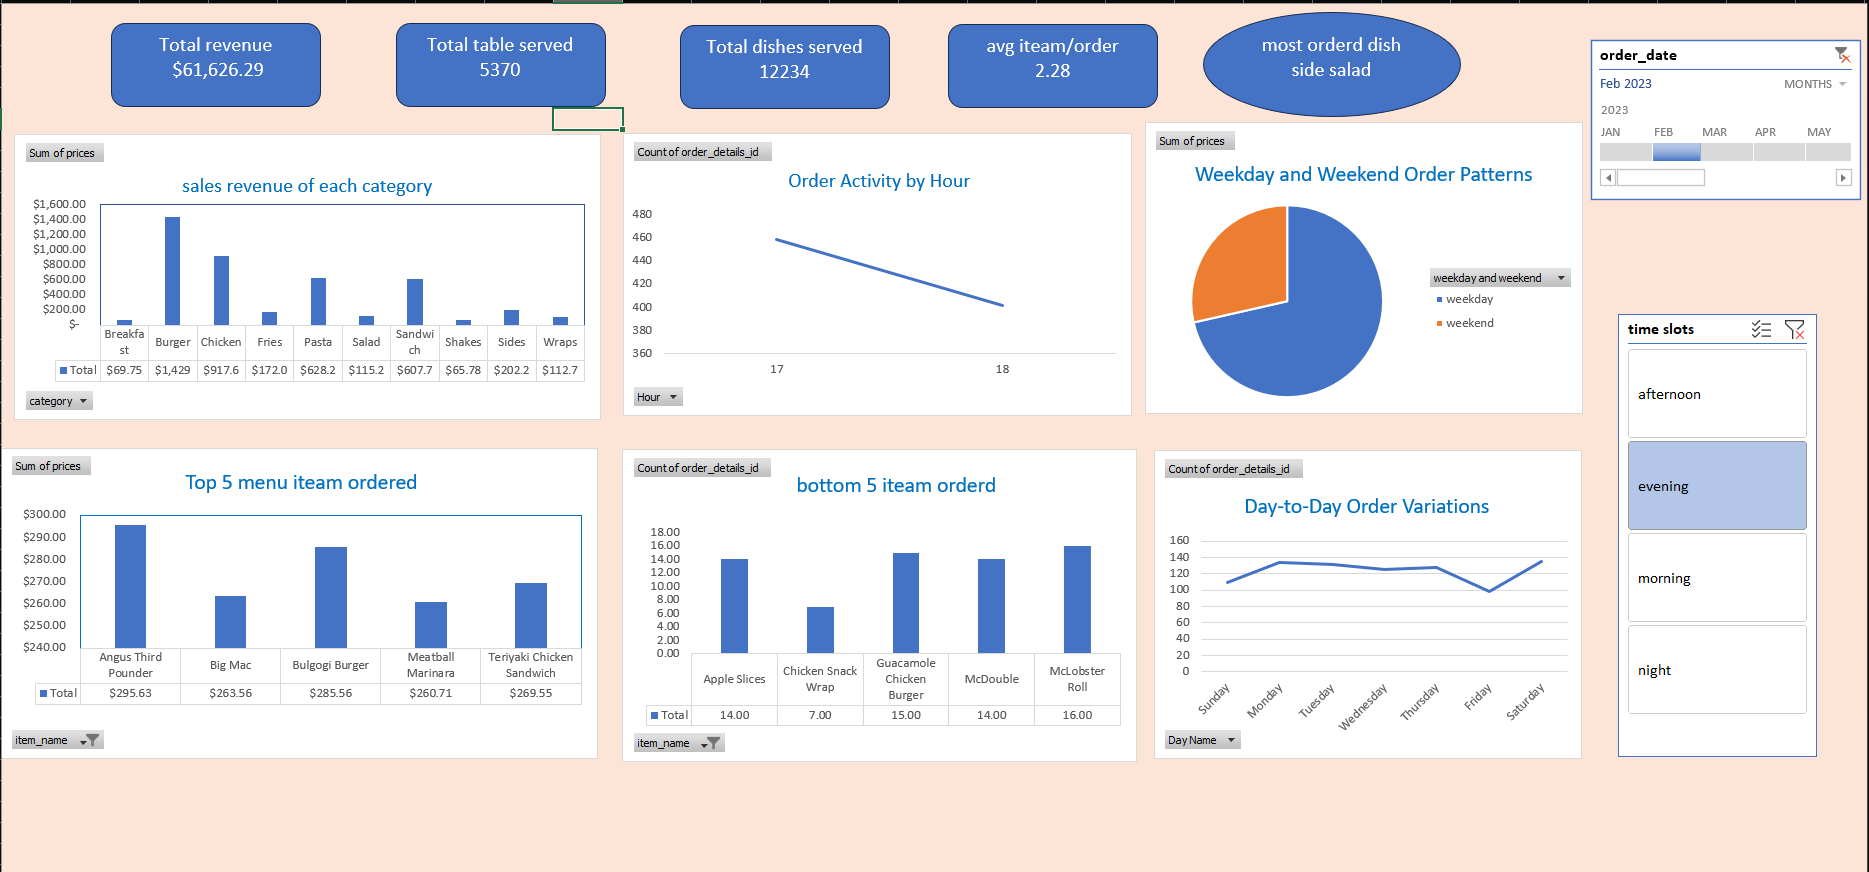 Total revenue
$61,626.29
Total table served
5370
Total dishes served
12234
avg iteam/order
2.28
most orderd dish
side salad
order_date
Feb 2023
MONTHS
2023
JAN FEB MAR APR MAY
Sum of prices
sales revenue of each category
$1,600.00
$1,400.00
$1,200.00
$1,000.00
$800.00
$600.00
$400.00
$200.00
$-
Breakfa
st
Burger Chicken Fries Pasta Salad Sandwi
ch
Shakes Sides Wraps
Total $69.75 $1,429 $917.6 $172.0 $628.2 $115.2 $607.7 $65.78 $202.2 $112.7
category
Count of order_details_id
Order Activity by Hour
480
460
440
420
400
380
360
17 18
Hour
Sum of prices
Weekday and Weekend Order Patterns
weekday and weekend
weekday
weekend
time slots
afternoon
evening
morning
night
Sum of prices
Top 5 menu iteam ordered
$300.00
$290.00
$280.00
$270.00
$260.00
$250.00
$240.00
Angus Third
Pounder
Big Mac
Bulgogi Burger
Meatball
Marinara
Teriyaki Chicken
Sandwich
Total $295.63 $263.56 $285.56 $260.71 $269.55
item_name
Count of order_details_id
bottom 5 iteam orderd
18.00
16.00
14.00
12.00
10.00
8.00
6.00
4.00
2.00
0.00
Apple Slices
Chicken Snack
Wrap
Guacamole
Chicken
Burger
McDouble
McLobster
Roll
Total 14.00 7.00 15.00 14.00 16.00
item_name
Count of order_details_id
Day-to-Day Order Variations
160
140
120
100
80
60
40
20
0
Sunday
Monday
Tuesday
Wednesday
Thursday
Friday
Saturday
Day Name